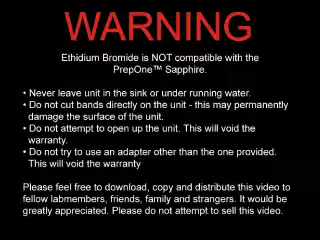 WARNING
Ethidium Bromide is NOT compatible with the
PrepOne™ Sapphire.
• Never leave unit in the sink or under running water.
• Do not cut bands directly on the unit - this may permanently
damage the surface of the unit.
• Do not attempt to open up the unit. This will void the
warranty.
• Do not try to use an adapter other than the one provided.
This will void the warranty
Please feel free to download, copy and distribute this video to
fellow labmembers, friends, family and strangers. It would be
greatly appreciated. Please do not attempt to sell this video.